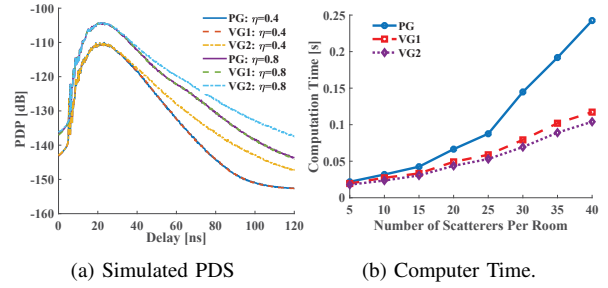 -100
-110
-120
-130
-140
-150
-160
PDP [dB]
0 20 40 60 80 100 120
Delay [ns]
PG: η=0.4
VG1: η=0.4
VG2: η=0.4
PG: η=0.8
VG1: η=0.8
VG2: η=0.8
(a) Simulated PDS
0.25
0.2
0.15
0.1
0.05
0
Computation Time [s]
5 10 15 20 25 30 35 40
Number of Scatterers Per Room
PG
VG1
VG2
(b) Computer Time.